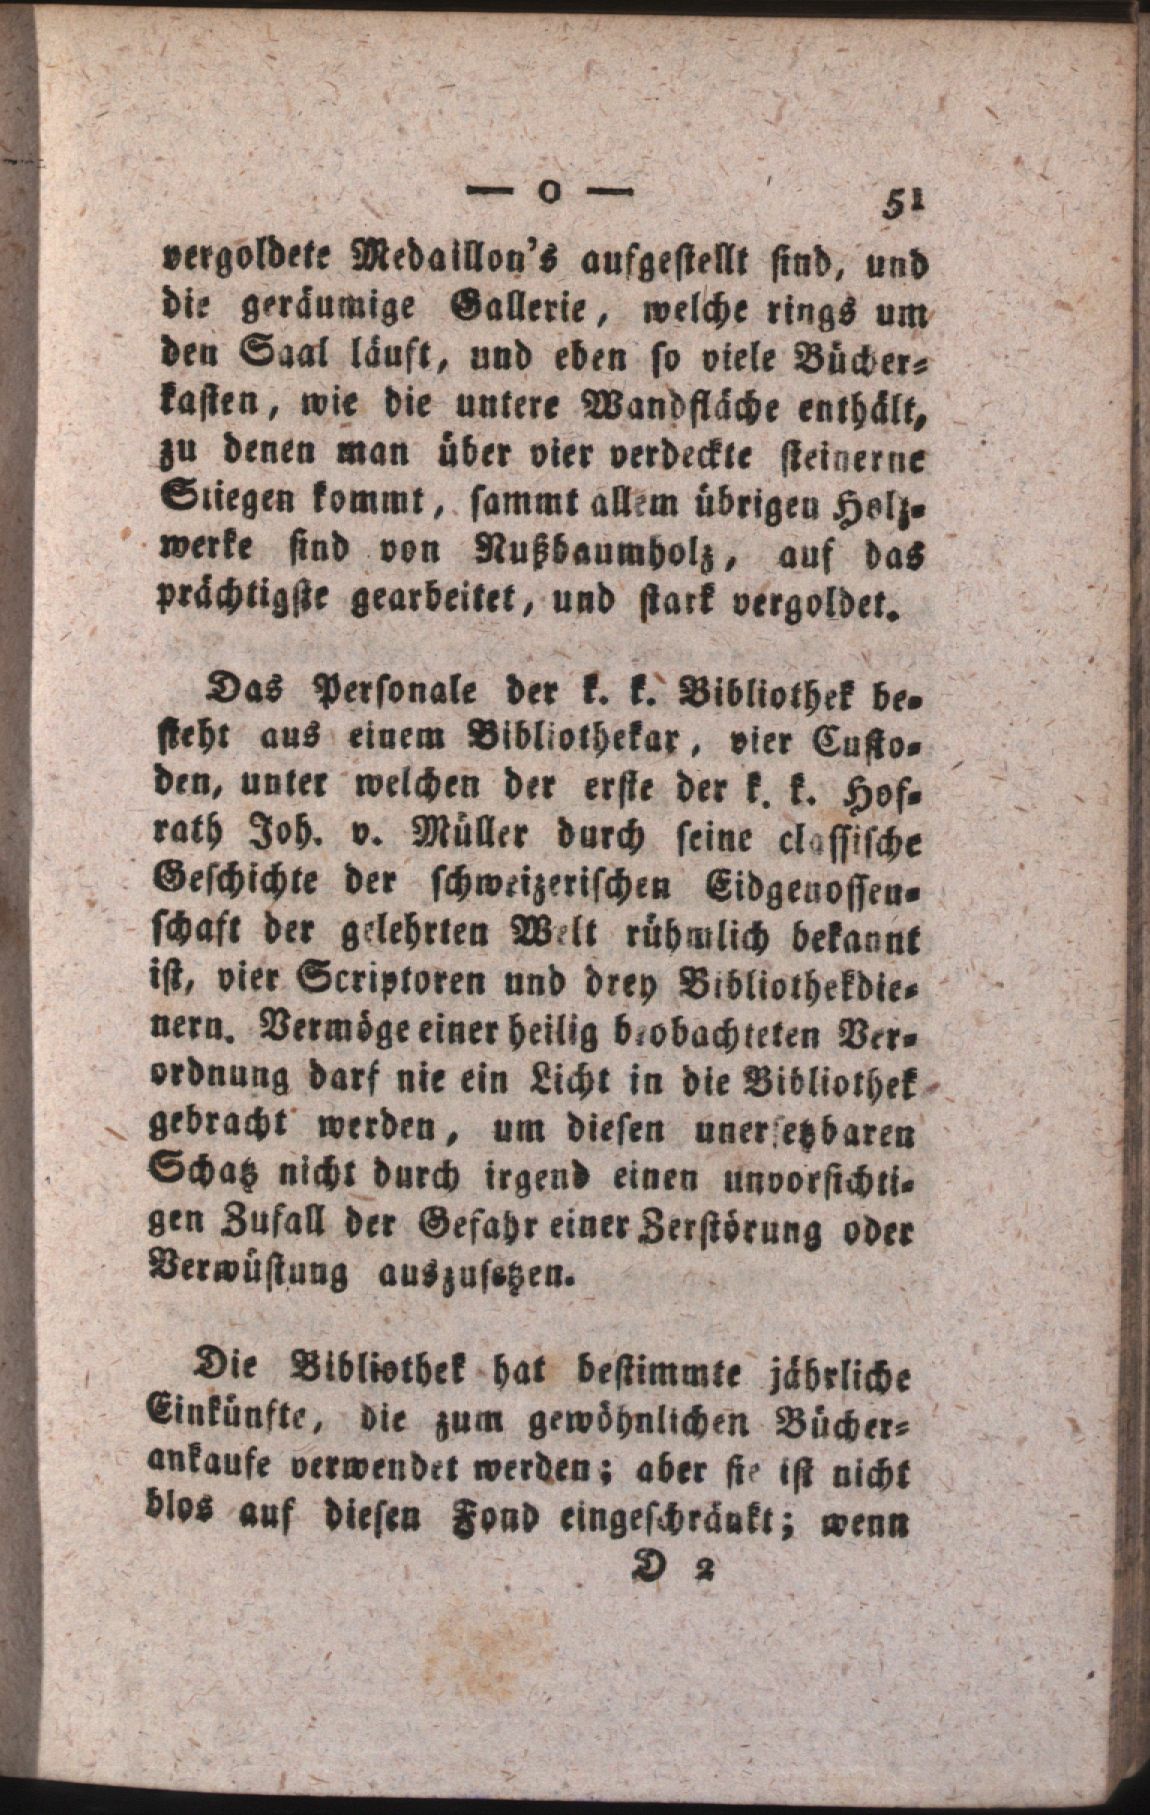 — o — 51
vergoldete Medaillon's aufgestellt sind, und
die geräumige Gallerie, welche rings um
den Saal läuft, und eben so viele Bücher=
kasten, wie die untere Wandfläche enthält,
zu denen man über vier verdeckte steinerne
Stiegen kommt, sammt allem übrigen Holz=
werke sind von Nußbaumholz, auf das
prächtigste gearbeitet, und stark vergoldet.
Das Personale der k. k. Bibliothek be=
steht aus einem Bibliothekar, vier Custo=
den, unter welchen der erste der k. k. Hof=
rath Joh. v. Müller durch seine classische
Geschichte der schweizerischen Eidgenossen=
schaft der gelehrten Welt rühmlich bekannt
ist, vier Scriptoren und drey Bibliothekdie=
nern. Vermöge einer heilig beobachteten Ver=
ordnung darf nie ein Licht in die Bibliothek
gebracht werden, um diesen unersetzbaren
Schatz nicht durch irgend einen unvorsichti=
gen Zufall der Gefahr einer Zerstörung oder
Verwüstung auszusetzen.
Die Bibliothek hat bestimmte jährliche
Einkünfte, die zum gewöhnlichen Bücher=
ankaufe verwendet werden; aber sie ist nicht
blos auf diesen Fond eingeschränkt; wenn
D 2